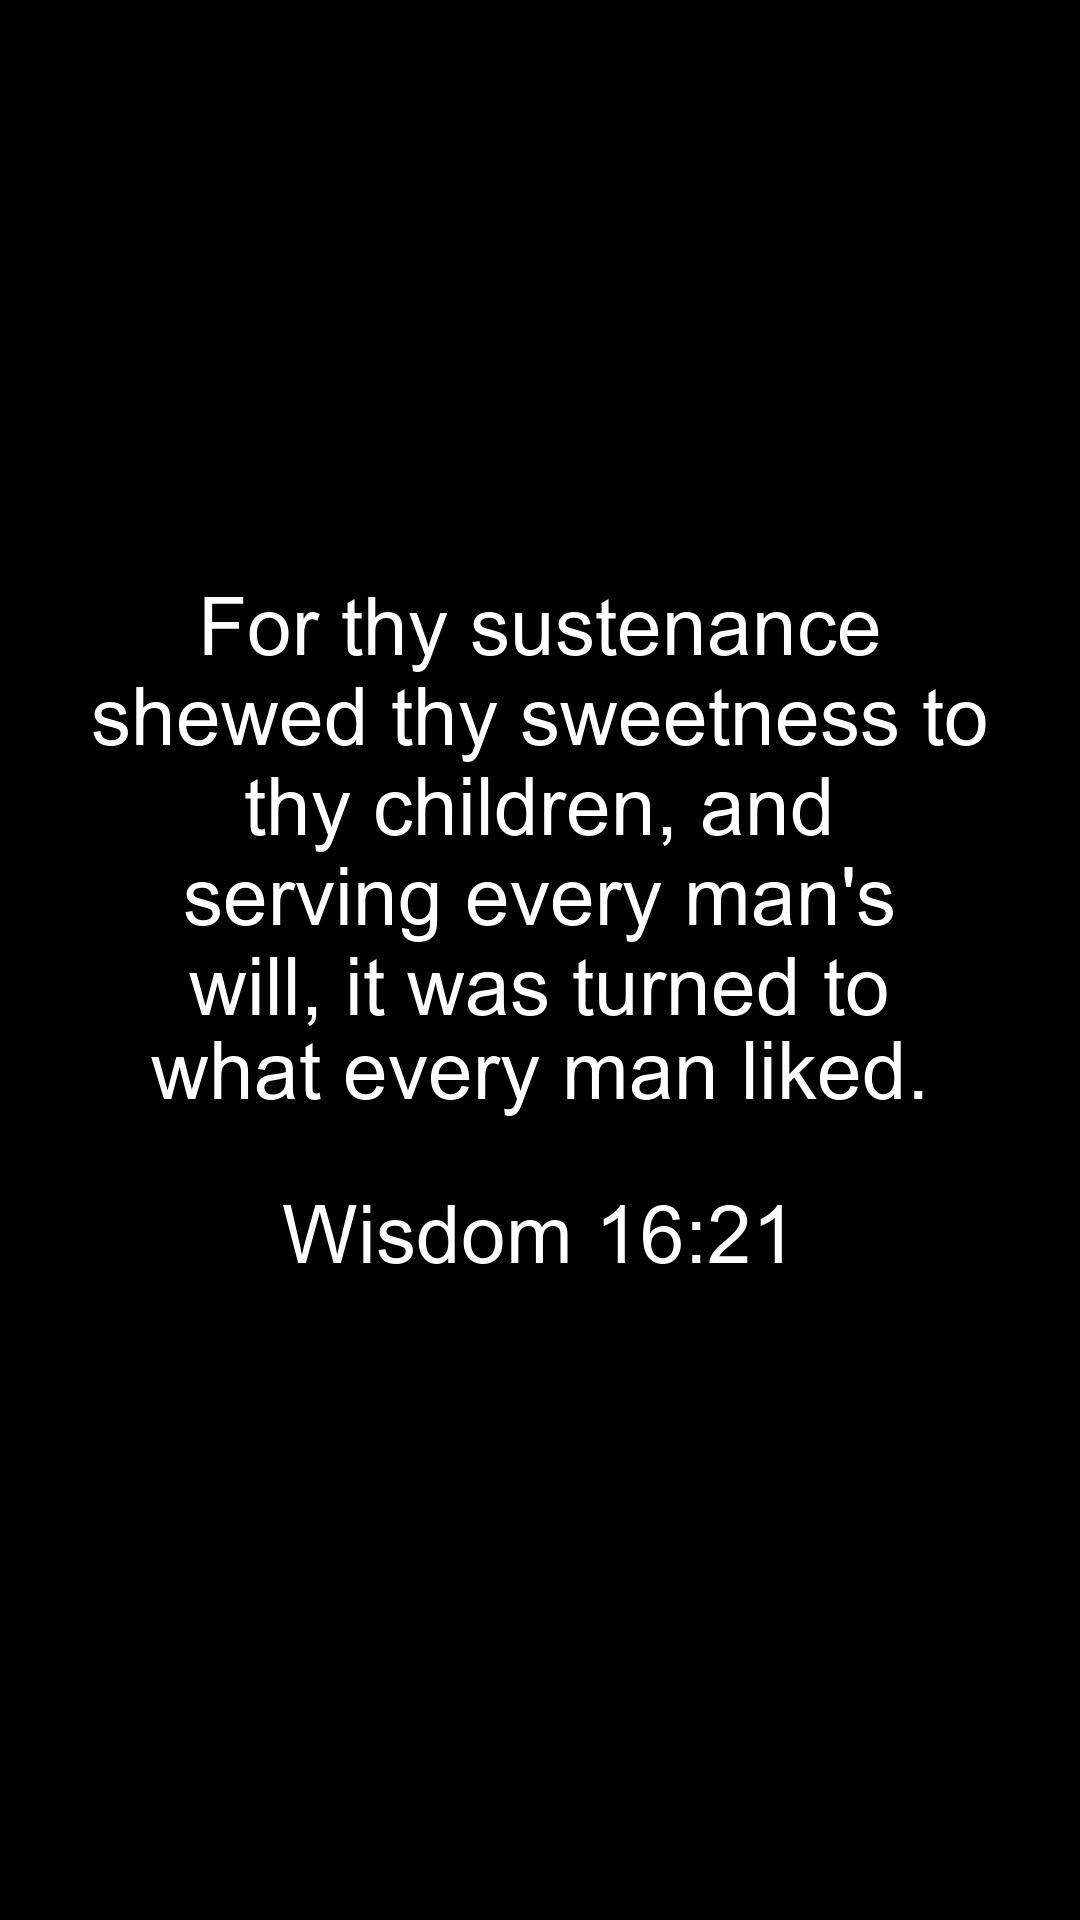 For thy sustenance
shewed thy sweetness to
thy children, and
serving every man's
will, it was turned to
what every man liked.
Wisdom 16:21